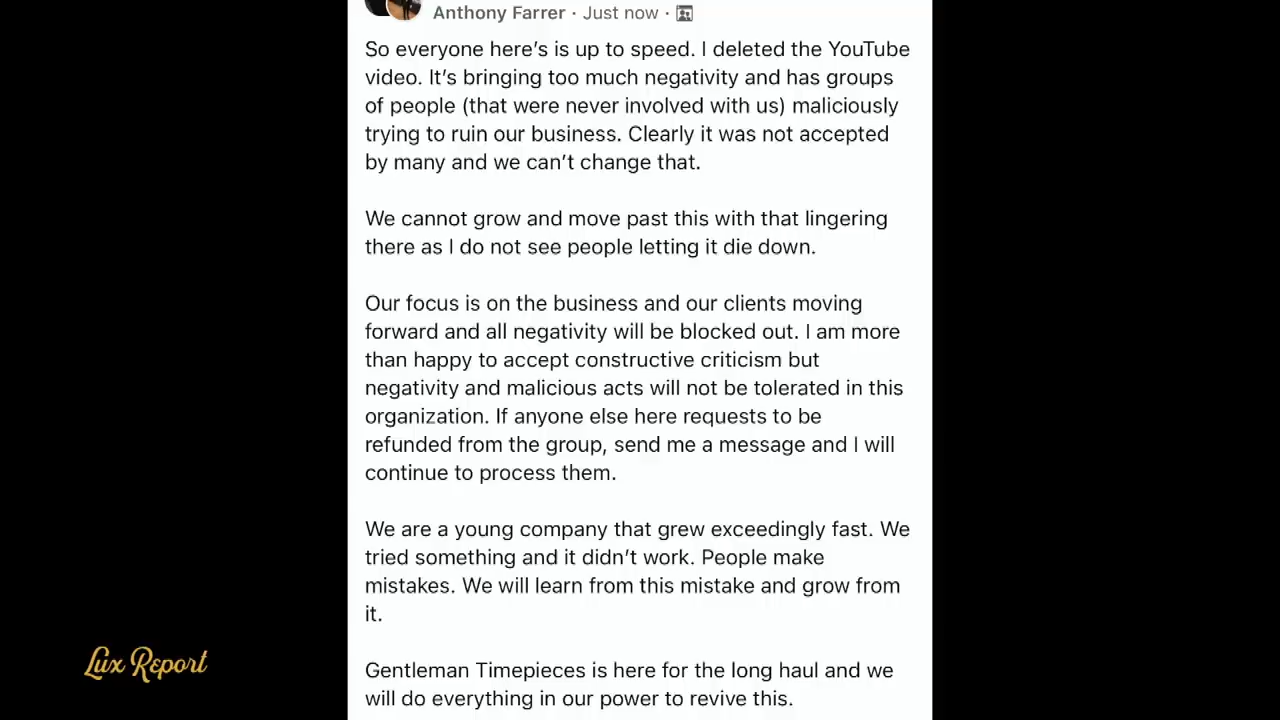 Anthony Farrer · Just now ·
So everyone here’s is up to speed. I deleted the YouTube
video. It’s bringing too much negativity and has groups
of people (that were never involved with us) maliciously
trying to ruin our business. Clearly it was not accepted
by many and we can’t change that.
We cannot grow and move past this with that lingering
there as I do not see people letting it die down.
Our focus is on the business and our clients moving
forward and all negativity will be blocked out. I am more
than happy to accept constructive criticism but
negativity and malicious acts will not be tolerated in this
organization. If anyone else here requests to be
refunded from the group, send me a message and I will
continue to process them.
We are a young company that grew exceedingly fast. We
tried something and it didn’t work. People make
mistakes. We will learn from this mistake and grow from
it.
Gentleman Timepieces is here for the long haul and we
will do everything in our power to revive this.
Lux Report